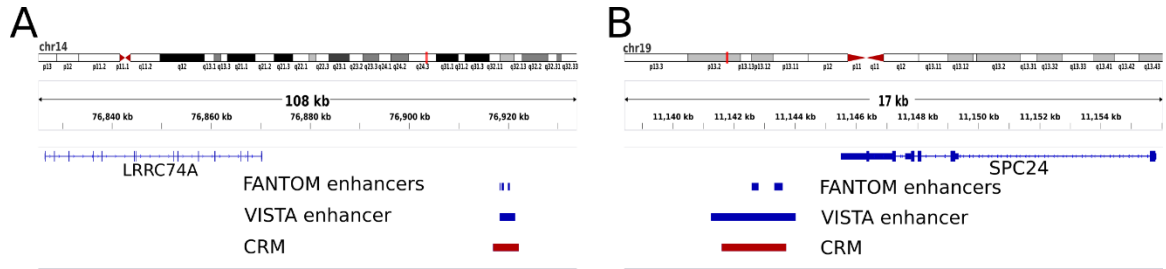 A
chr14
p13 p12 p11.2 p11.1 q11.2 q12 q13.1 q13.3 q21.1 q21.2 q21.3 q22.1 q22.3 q23.1 q23.2 q23.3 q24.1 q24.2 q24.3 q31.1 q31.3 q32.11 q32.13 q32.2 q32.31 q32.33
108 kb
76,840 kb 76,860 kb 76,880 kb 76,900 kb 76,920 kb
LRRC74A
FANTOM enhancers
VISTA enhancer
CRM
B
chr19
p13.3 p13.2 p13.13 p13.12 p13.11 p12 p11 q11 q12 q13.11 q13.2 q13.31 q13.32 q13.33 q13.41 q13.42 q13.43
17 kb
11,140 kb 11,142 kb 11,144 kb 11,146 kb 11,148 kb 11,150 kb 11,152 kb 11,154 kb
SPC24
FANTOM enhancers
VISTA enhancer
CRM